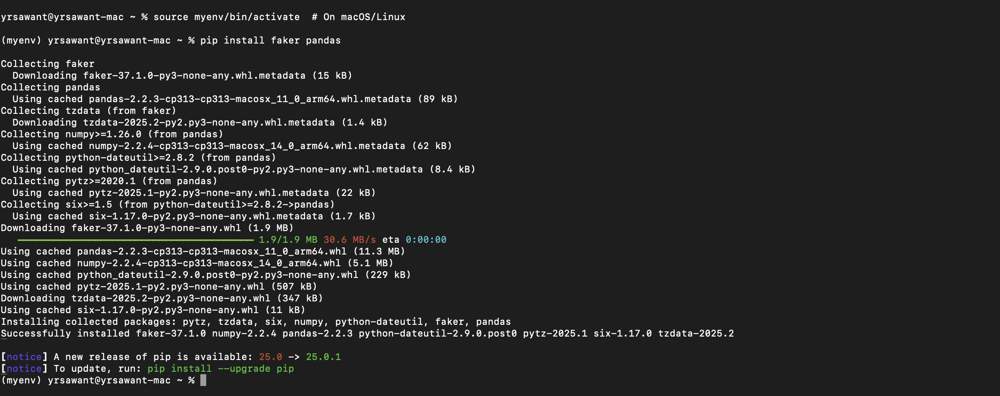 yrsawant@yrsawant-mac ~ % source myenv/bin/activate  # On macOS/Linux
(myenv) yrsawant@yrsawant-mac ~ % pip install faker pandas
Collecting faker
  Downloading faker-37.1.0-py3-none-any.whl.metadata (15 kB)
Collecting pandas
  Using cached pandas-2.2.3-cp313-cp313-macosx_11_0_arm64.whl.metadata (89 kB)
Collecting tzdata (from faker)
  Downloading tzdata-2025.2-py2.py3-none-any.whl.metadata (1.4 kB)
Collecting numpy>=1.26.0 (from pandas)
  Using cached numpy-2.2.4-cp313-cp313-macosx_14_0_arm64.whl.metadata (62 kB)
Collecting python-dateutil>=2.8.2 (from pandas)
  Using cached python_dateutil-2.9.0.post0-py2.py3-none-any.whl.metadata (8.4 kB)
Collecting pytz>=2020.1 (from pandas)
  Using cached pytz-2025.1-py2.py3-none-any.whl.metadata (22 kB)
Collecting six>=1.5 (from python-dateutil>=2.8.2->pandas)
  Using cached six-1.17.0-py2.py3-none-any.whl.metadata (1.7 kB)
Downloading faker-37.1.0-py3-none-any.whl (1.9 MB)
1.9/1.9 MB 30.6 MB/s eta 0:00:00
Using cached pandas-2.2.3-cp313-cp313-macosx_11_0_arm64.whl (11.3 MB)
Using cached numpy-2.2.4-cp313-cp313-macosx_14_0_arm64.whl (5.1 MB)
Using cached python_dateutil-2.9.0.post0-py2.py3-none-any.whl (229 kB)
Using cached pytz-2025.1-py2.py3-none-any.whl (507 kB)
Downloading tzdata-2025.2-py2.py3-none-any.whl (347 kB)
Using cached six-1.17.0-py2.py3-none-any.whl (11 kB)
Installing collected packages: pytz, tzdata, six, numpy, python-dateutil, faker, pandas
Successfully installed faker-37.1.0 numpy-2.2.4 pandas-2.2.3 python-dateutil-2.9.0.post0 pytz-2025.1 six-1.17.0 tzdata-2025.2
[notice] A new release of pip is available: 25.0 -> 25.0.1
[notice] To update, run: pip install --upgrade pip
(myenv) yrsawant@yrsawant-mac ~ %